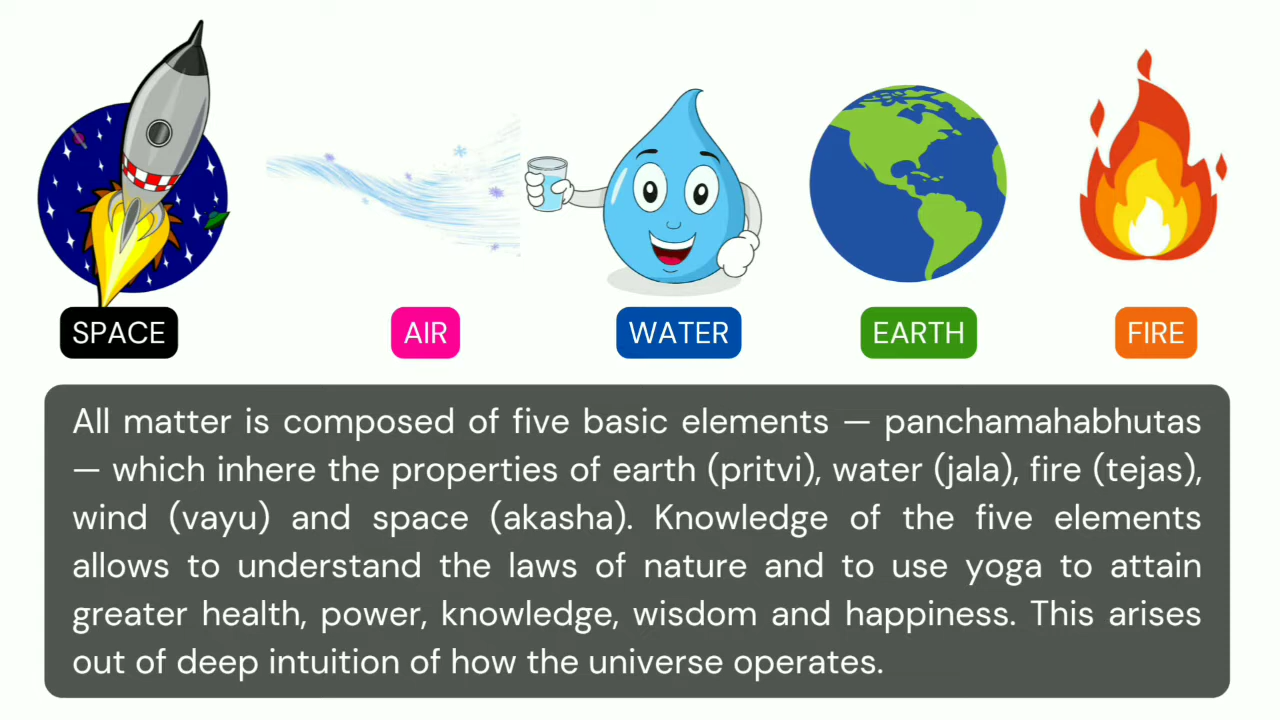 SPACE
AIR
WATER
EARTH
FIRE
All matter is composed of five basic elements — panchamahabhutas
— which inhere the properties of earth (pritvi), water (jala), fire (tejas),
wind (vayu) and space (akasha). Knowledge of the five elements
allows to understand the laws of nature and to use yoga to attain
greater health, power, knowledge, wisdom and happiness. This arises
out of deep intuition of how the universe operates.